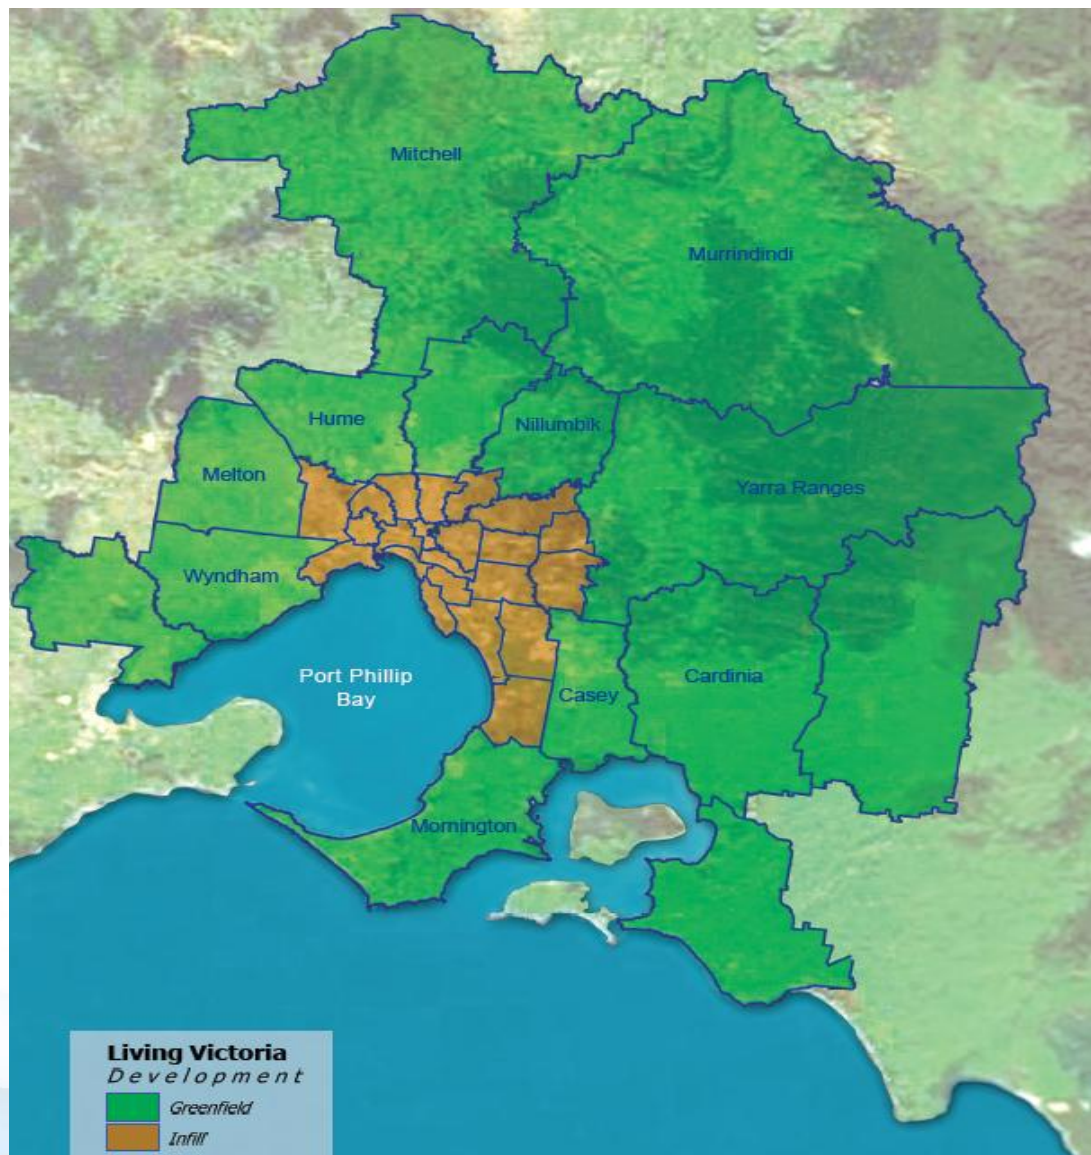 Mitchell
Murrindindi
Hume
Nillumbik
Melton
Yarra Ranges
Wyndham
Port Phillip
Bay
Casey
Cardinia
Mornington
Living Victoria
Development
Greenfield
Infill